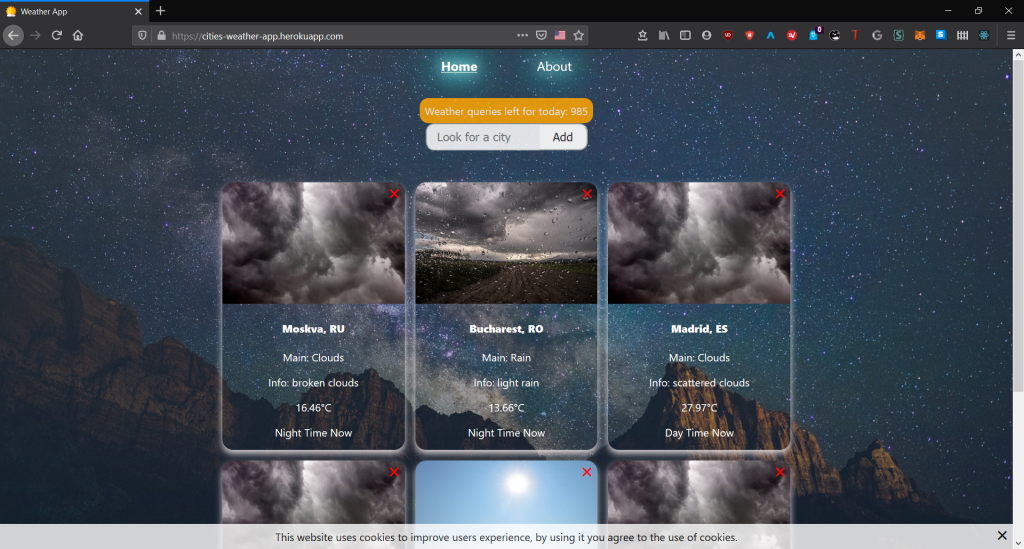 Weather App
https://cities-weather-app.herokuapp.com
0
Home
About
Weather queries left for today: 985
Look for a city
Add
Moskva, RU
Main: Clouds
Info: broken clouds
16.46°C
Night Time Now
Bucharest, RO
Main: Rain
Info: light rain
13.66°C
Night Time Now
Madrid, ES
Main: Clouds
Info: scattered clouds
27.97°C
Day Time Now
This website uses cookies to improve users experience, by using it you agree to the use of cookies.